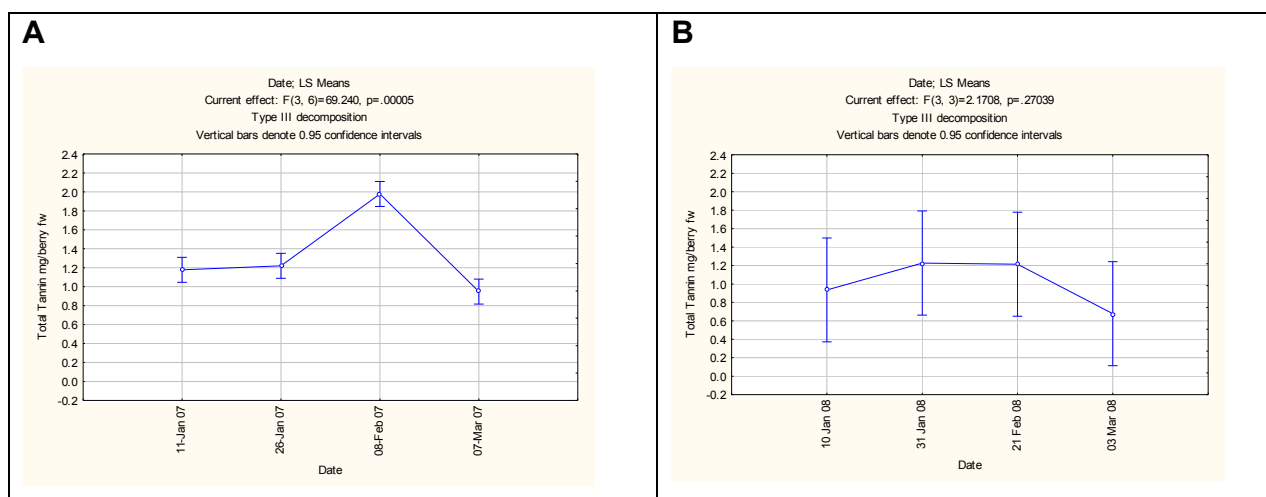 A
Date; LS Means
Current effect: F(3, 6)=69.240, p=.00005
Type III decomposition
Vertical bars denote 0.95 confidence intervals
2.4
2.2
2.0
1.8
1.6
1.4
1.2
1.0
0.8
0.6
0.4
0.2
0.0
-0.2
Total Tannin mg/berry fw
11-Jan 07
26-Jan 07
08-Feb 07
07-Mar 07
Date
B
Date; LS Means
Current effect: F(3, 3)=2.1708, p=.27039
Type III decomposition
Vertical bars denote 0.95 confidence intervals
2.4
2.2
2.0
1.8
1.6
1.4
1.2
1.0
0.8
0.6
0.4
0.2
0.0
-0.2
Total Tannin mg/berry fw
10 Jan 08
31 Jan 08
21 Feb 08
03 Mar 08
Date